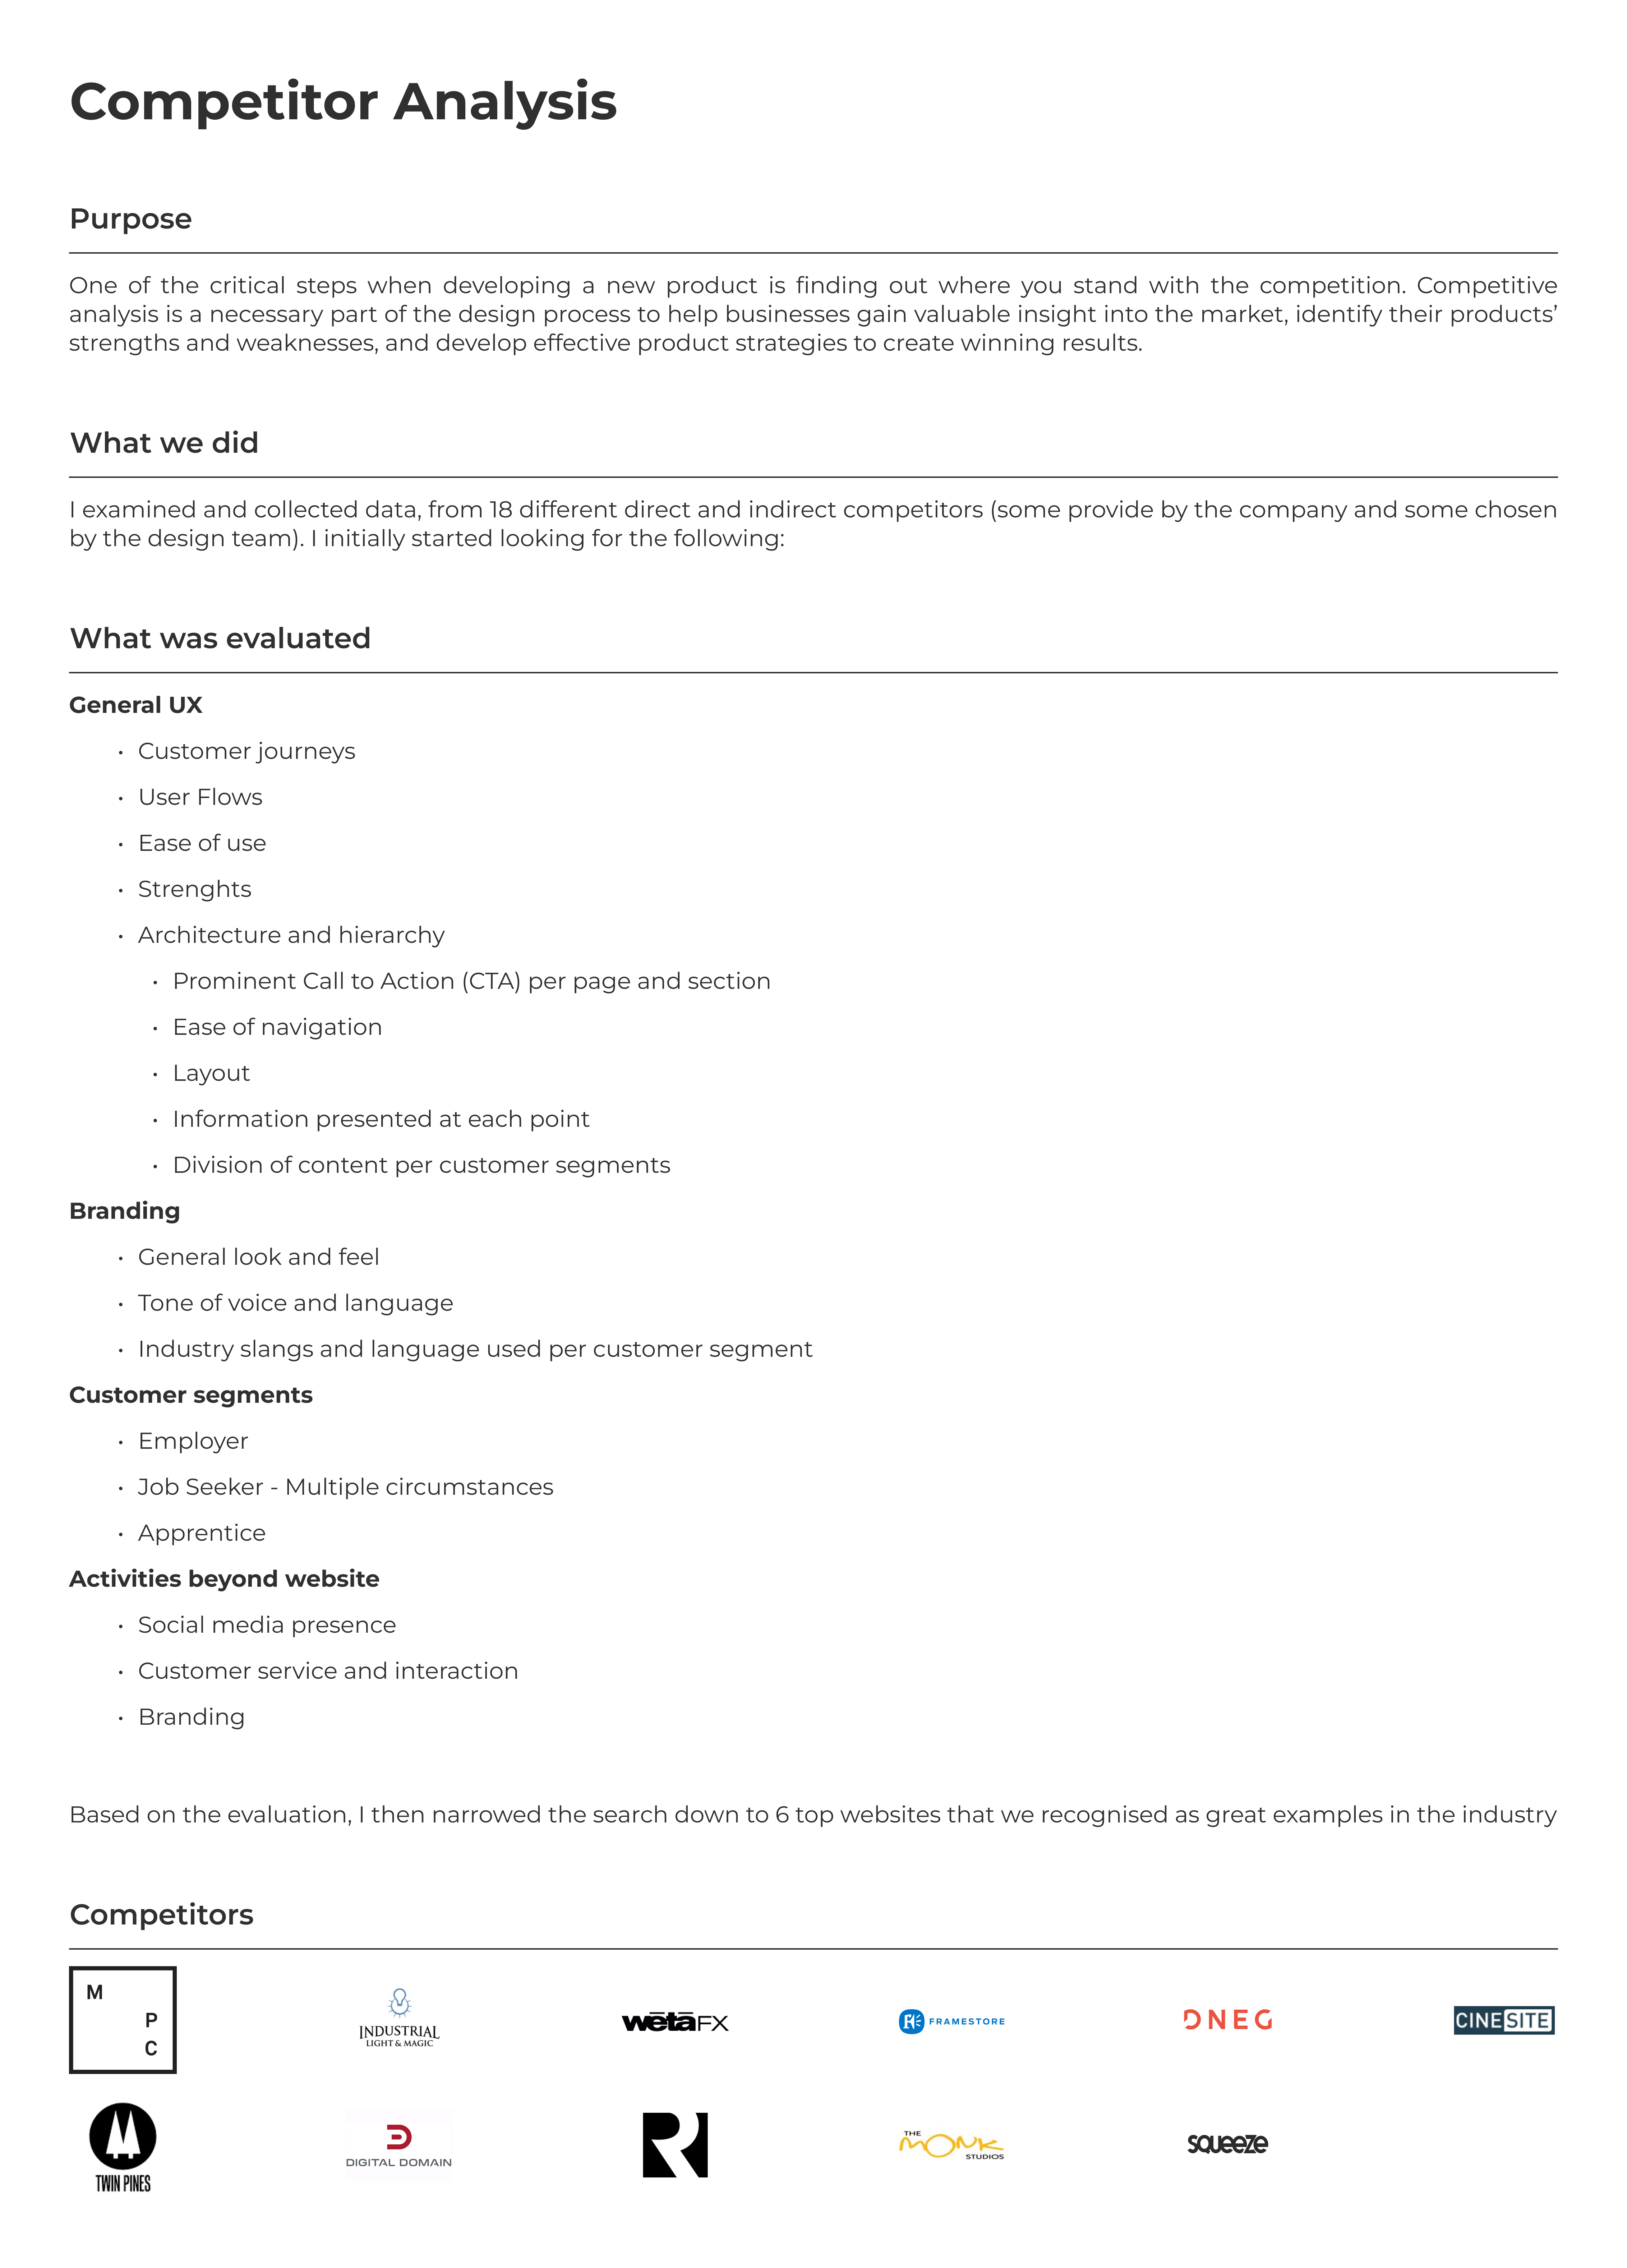 Competitor Analysis
Purpose
One of the critical steps when developing a new product is finding out where you stand with the competition. Competitive
analysis is a necessary part of the design process to help businesses gain valuable insight into the market, identify their products’
strengths and weaknesses, and develop effective product strategies to create winning results.
What we did
I examined and collected data, from 18 different direct and indirect competitors (some provide by the company and some chosen
by the design team). I initially started looking for the following:
What was evaluated
General UX
• Customer journeys
• User Flows
• Ease of use
• Strenghts
• Architecture and hierarchy
• Prominent Call to Action (CTA) per page and section
• Ease of navigation
• Layout
• Information presented at each point
• Division of content per customer segments
Branding
• General look and feel
• Tone of voice and language
• Industry slangs and language used per customer segment
Customer segments
• Employer
• Job Seeker - Multiple circumstances
• Apprentice
Activities beyond website
• Social media presence
• Customer service and interaction
• Branding
Based on the evaluation, I then narrowed the search down to 6 top websites that we recognised as great examples in the industry
Competitors
M
P
C
INDUSTRIAL
LIGHT & MAGIC
wētāFX
FRAMESTORE
DNEG
CINESITE
TWIN PINES
DIGITAL DOMAIN
R
THE
MONK
STUDIOS
SQUEEZE